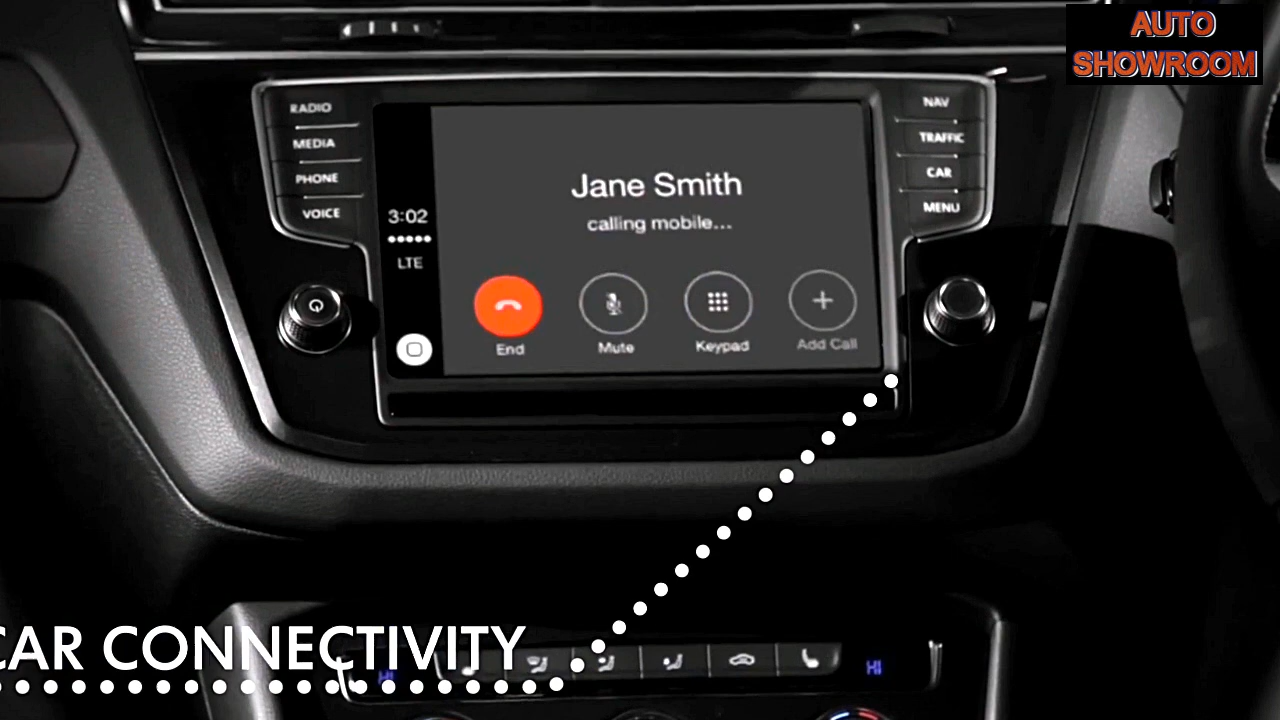 AUTO
SHOWROOM
RADIO
MEDIA
PHONE
VOICE
NAV
TRAFFIC
CAR
MENU
3:02
LTE
Jane Smith
calling mobile...
End
Mute
Keypad
Add Call
CAR CONNECTIVITY
HI